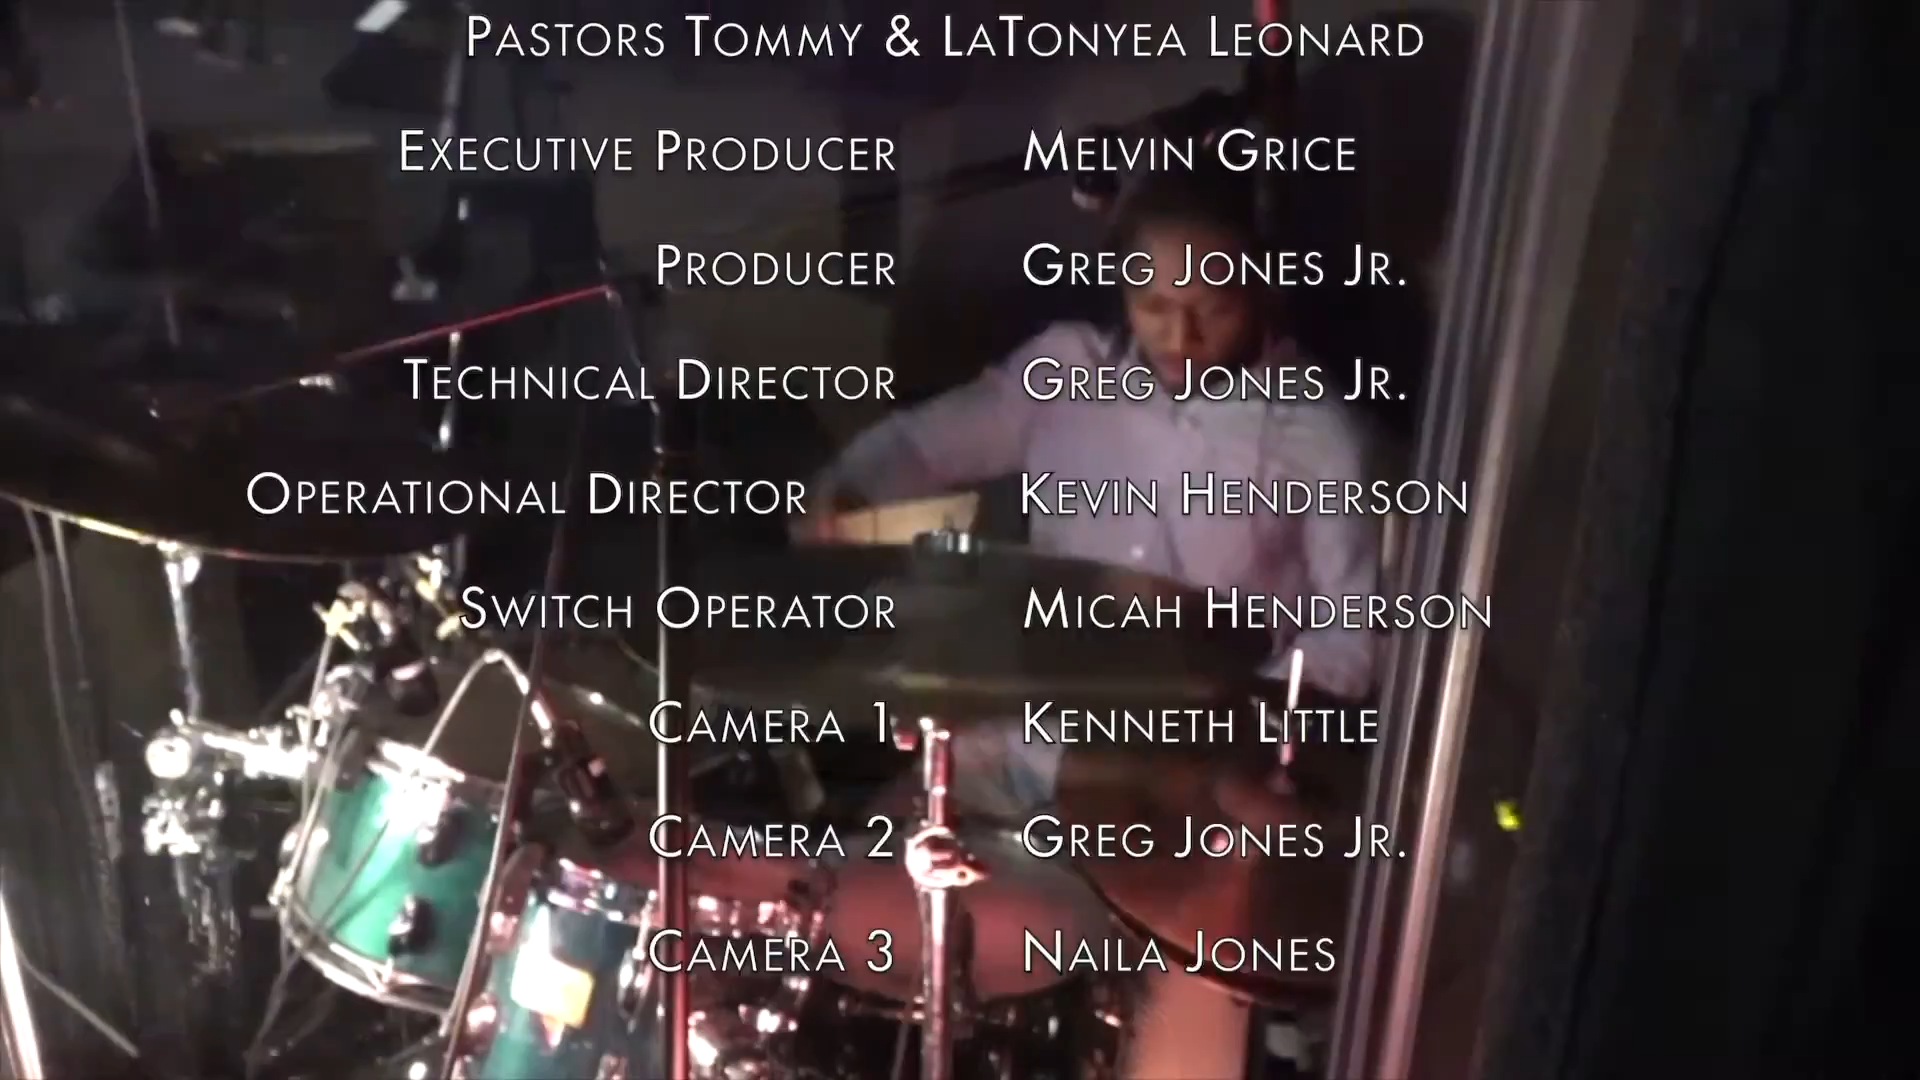 Pastors Tommy & LaTonyea Leonard
Executive Producer Melvin Grice
Producer Greg Jones Jr.
Technical Director Greg Jones Jr.
Operational Director Kevin Henderson
Switch Operator Micah Henderson
Camera 1 Kenneth Little
Camera 2 Greg Jones Jr.
Camera 3 Naila Jones